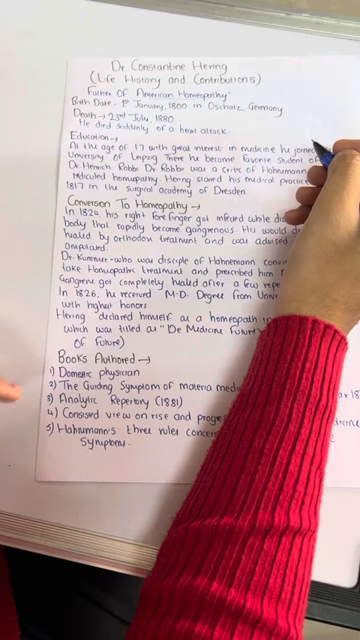 Dr Constantine Hering
(Life History and Contributions)
Father Of American Homeopathy
Birth Date - 1st January, 1800 in Oschatz Germany
Death → 23rd July, 1880
He died suddenly of a heart attack.
Education →
At the age of 17 with great interest in medicine he joined
University of Leipzig There he become Favorite student of
Dr. Henrich Robbi Dr. Robbi was a critic of Hahnemann
rediculed homeopathy. Hering started his medical practice
1817 in the surgical academy of Dresden.
Conversion To Homeopathy →
In 1824, his right fore finger got infected while
body that rapidly become gangrenous His would
healed by orthodox treatment and was advised
amputated
Dr Kummer - who was disciple of Hahnemann
take Homeopathic treatment and prescribed him
Gangrene got completely healed after a few
In 1826, he received M.D. Degree from
with highest honors
Hering declared himself as a homeopath
which was titled as "De Medicine Future
Of Future)
Books Authored →
1) Domestic physician
2) The Guiding Symptom of materia
3) Analytic Repertory (1881)
4) Consised view on rise and
5) Hahnemann's three rules
Symptoms.